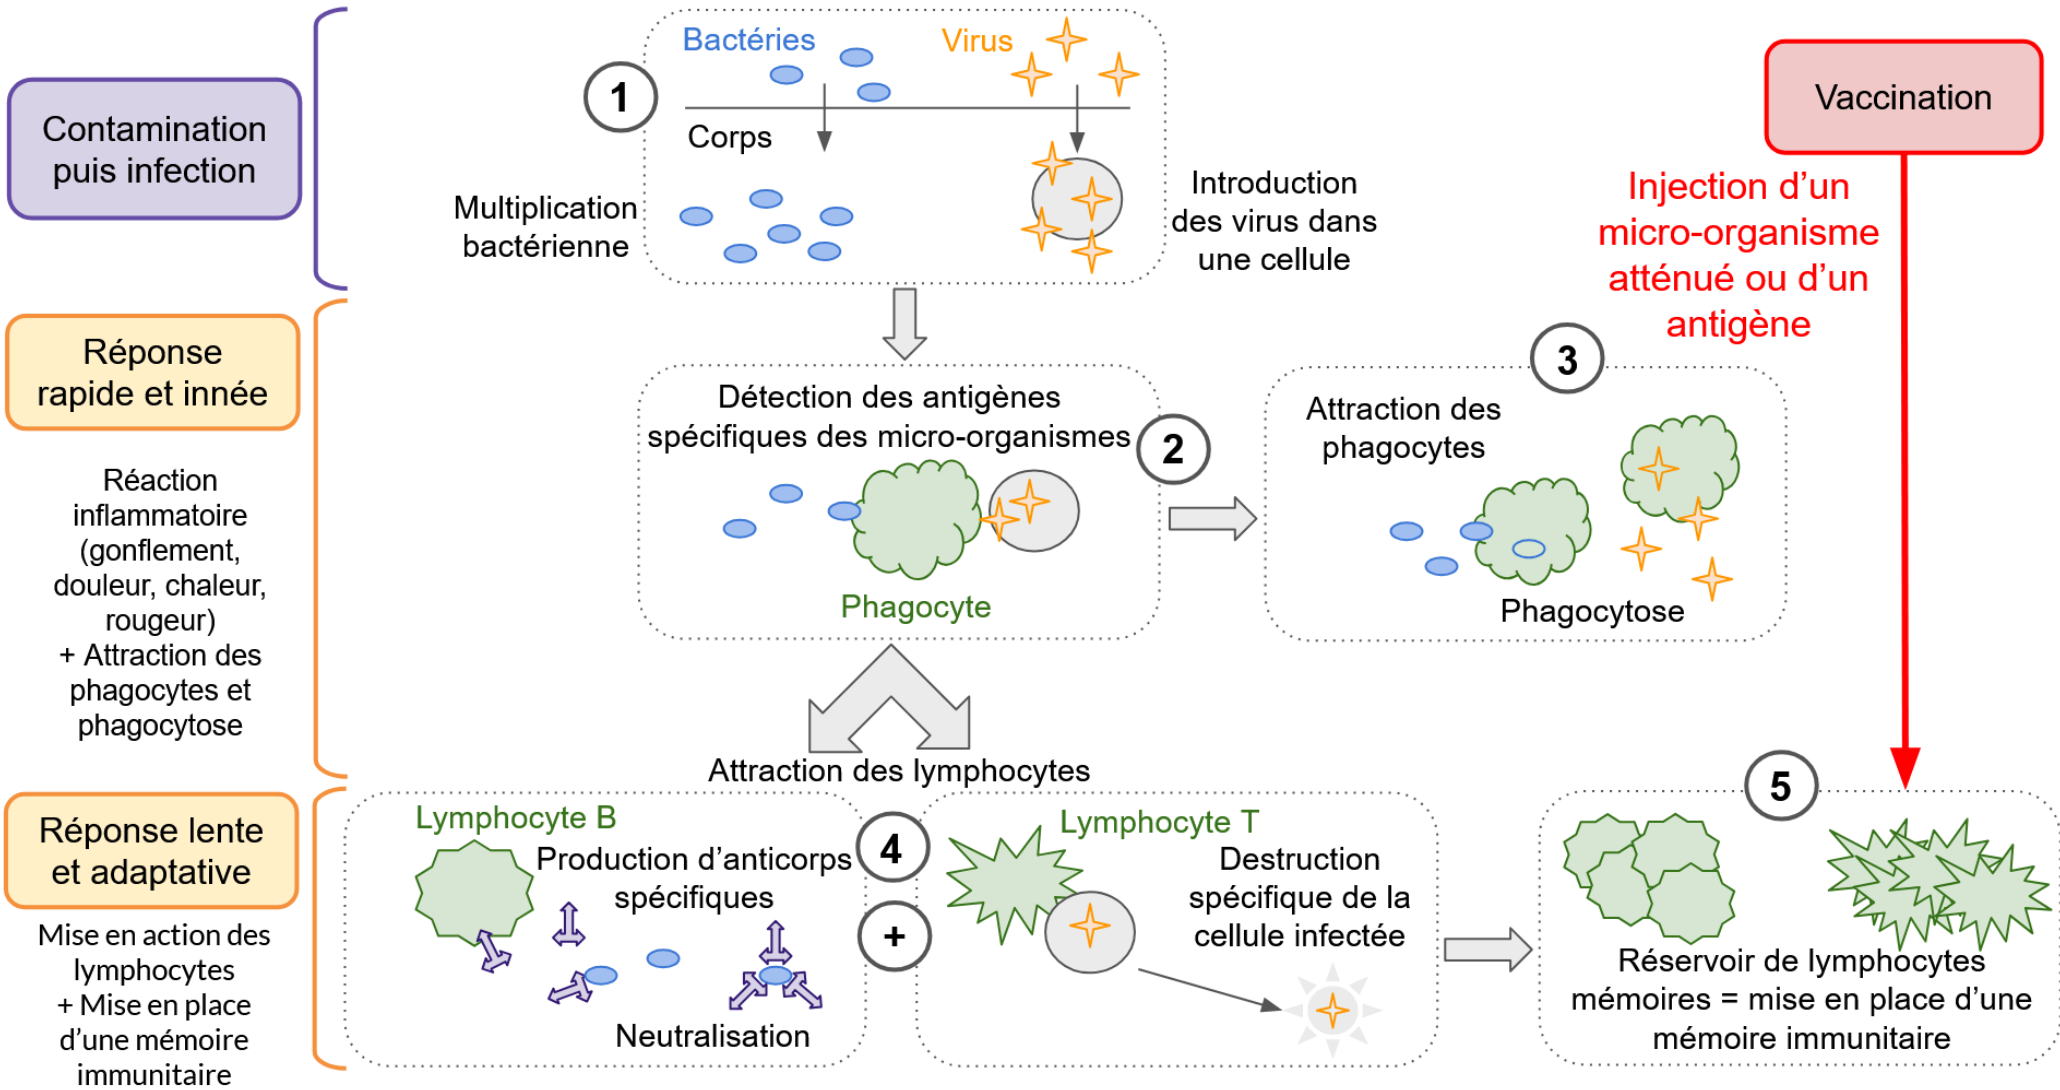 Contamination
puis infection
1
Bactéries
Virus
Corps
Multiplication
bactérienne
Introduction
des virus dans
une cellule
Vaccination
Injection d’un
micro-organisme
atténué ou d’un
antigène
Réponse
rapide et innée
Réaction
inflammatoire
(gonflement,
douleur, chaleur,
rougeur)
+ Attraction des
phagocytes et
phagocytose
Détection des antigènes
spécifiques des micro-organismes
2
Phagocyte
3
Attraction des
phagocytes
Phagocytose
Attraction des lymphocytes
Réponse lente
et adaptative
Mise en action des
lymphocytes
+ Mise en place
d’une mémoire
immunitaire
Lymphocyte B
Production d’anticorps
spécifiques
Neutralisation
4
+
Lymphocyte T
Destruction
spécifique de la
cellule infectée
5
Réservoir de lymphocytes
mémoires = mise en place d’une
mémoire immunitaire